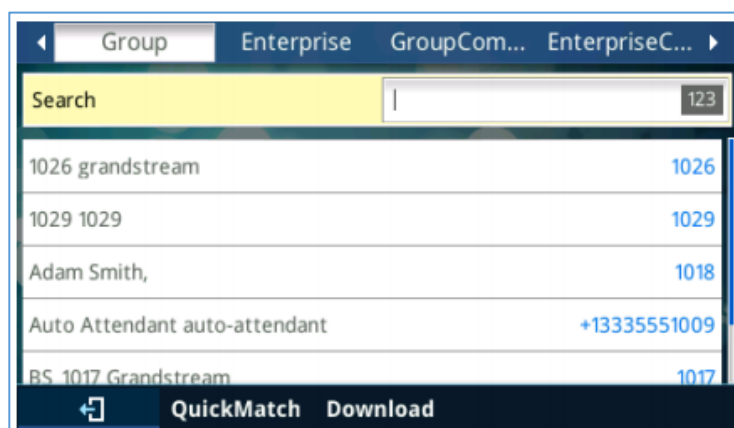 Group Enterprise GroupCom... EnterpriseC...
Search 123
1026 grandstream 1026
1029 1029 1029
Adam Smith, 1018
Auto Attendant auto-attendant +13335551009
BS 1017 Grandstream 1017
QuickMatch Download